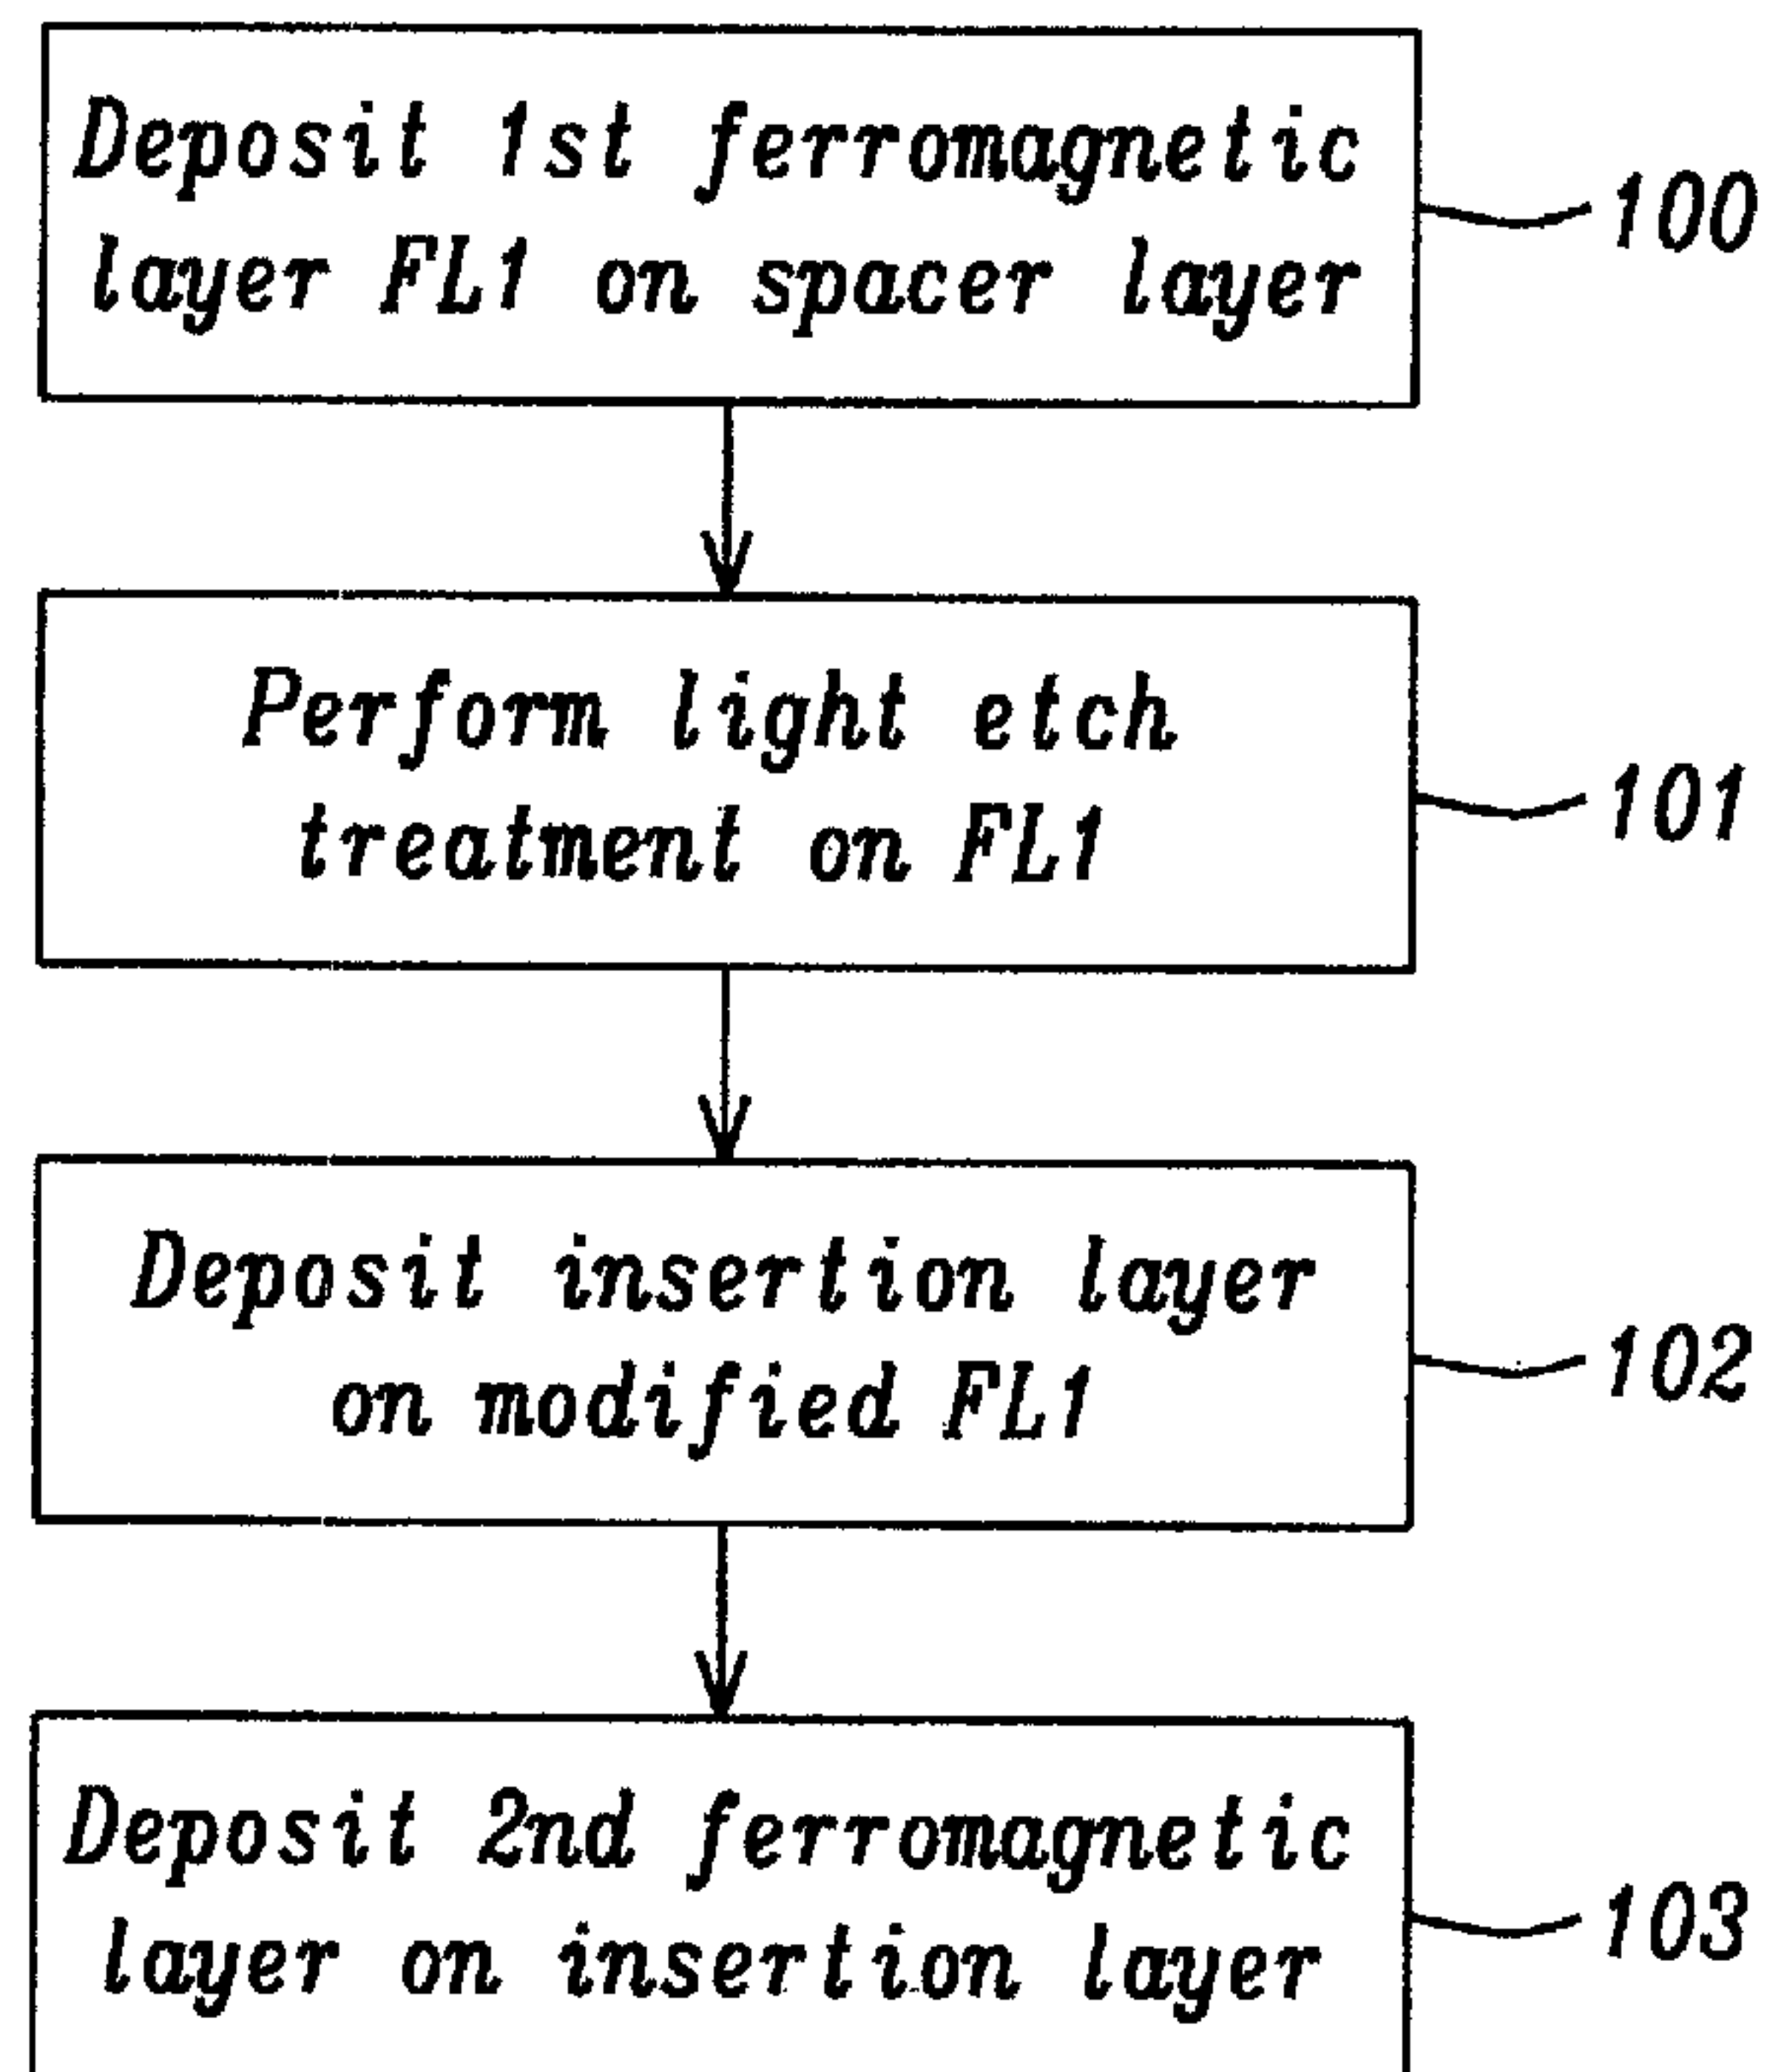 Deposit 1st ferromagnetic
layer FL1 on spacer layer
100
Perform light etch
treatment on FL1
101
Deposit insertion layer
on modified FL1
102
Deposit 2nd ferromagnetic
layer on insertion layer
103